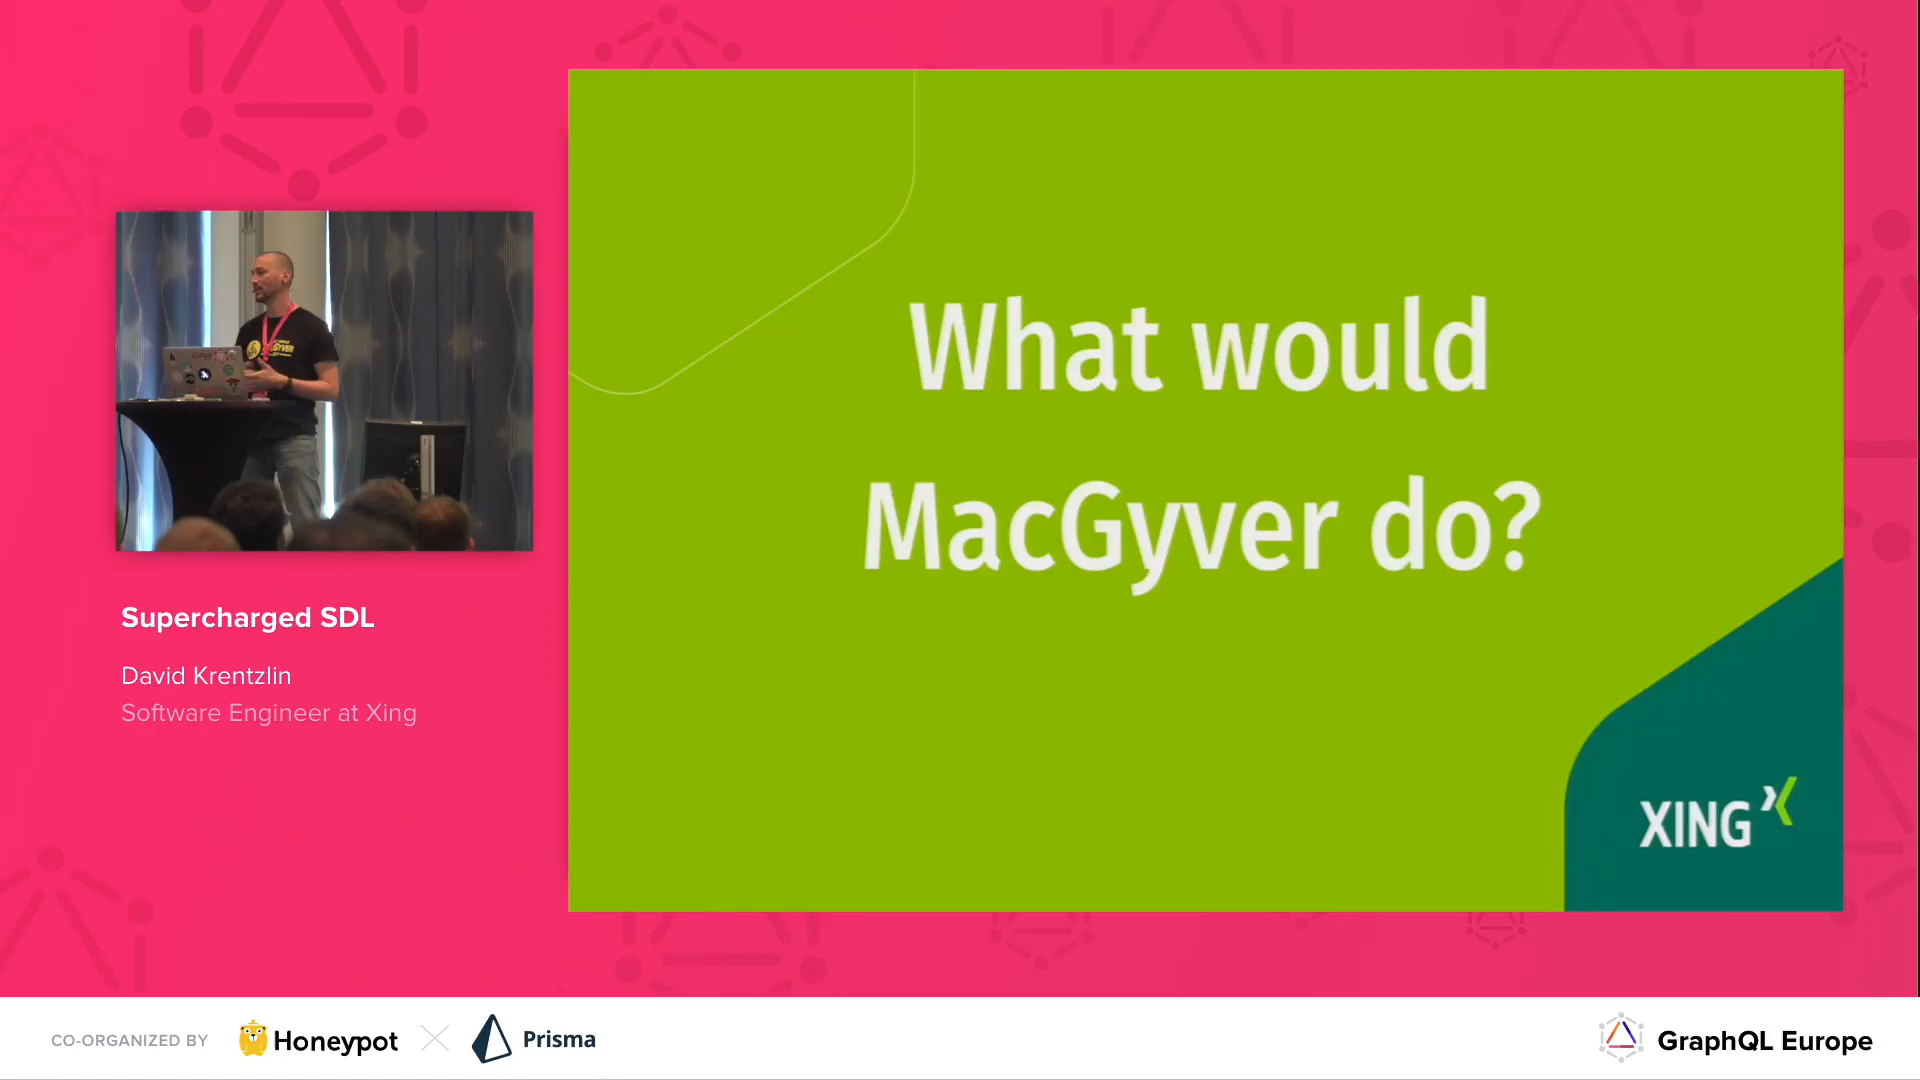 What would
MacGyver do?
XING
Supercharged SDL
David Krentzlin
Software Engineer at Xing
CO-ORGANIZED BY
Honeypot
Prisma
GraphQL Europe